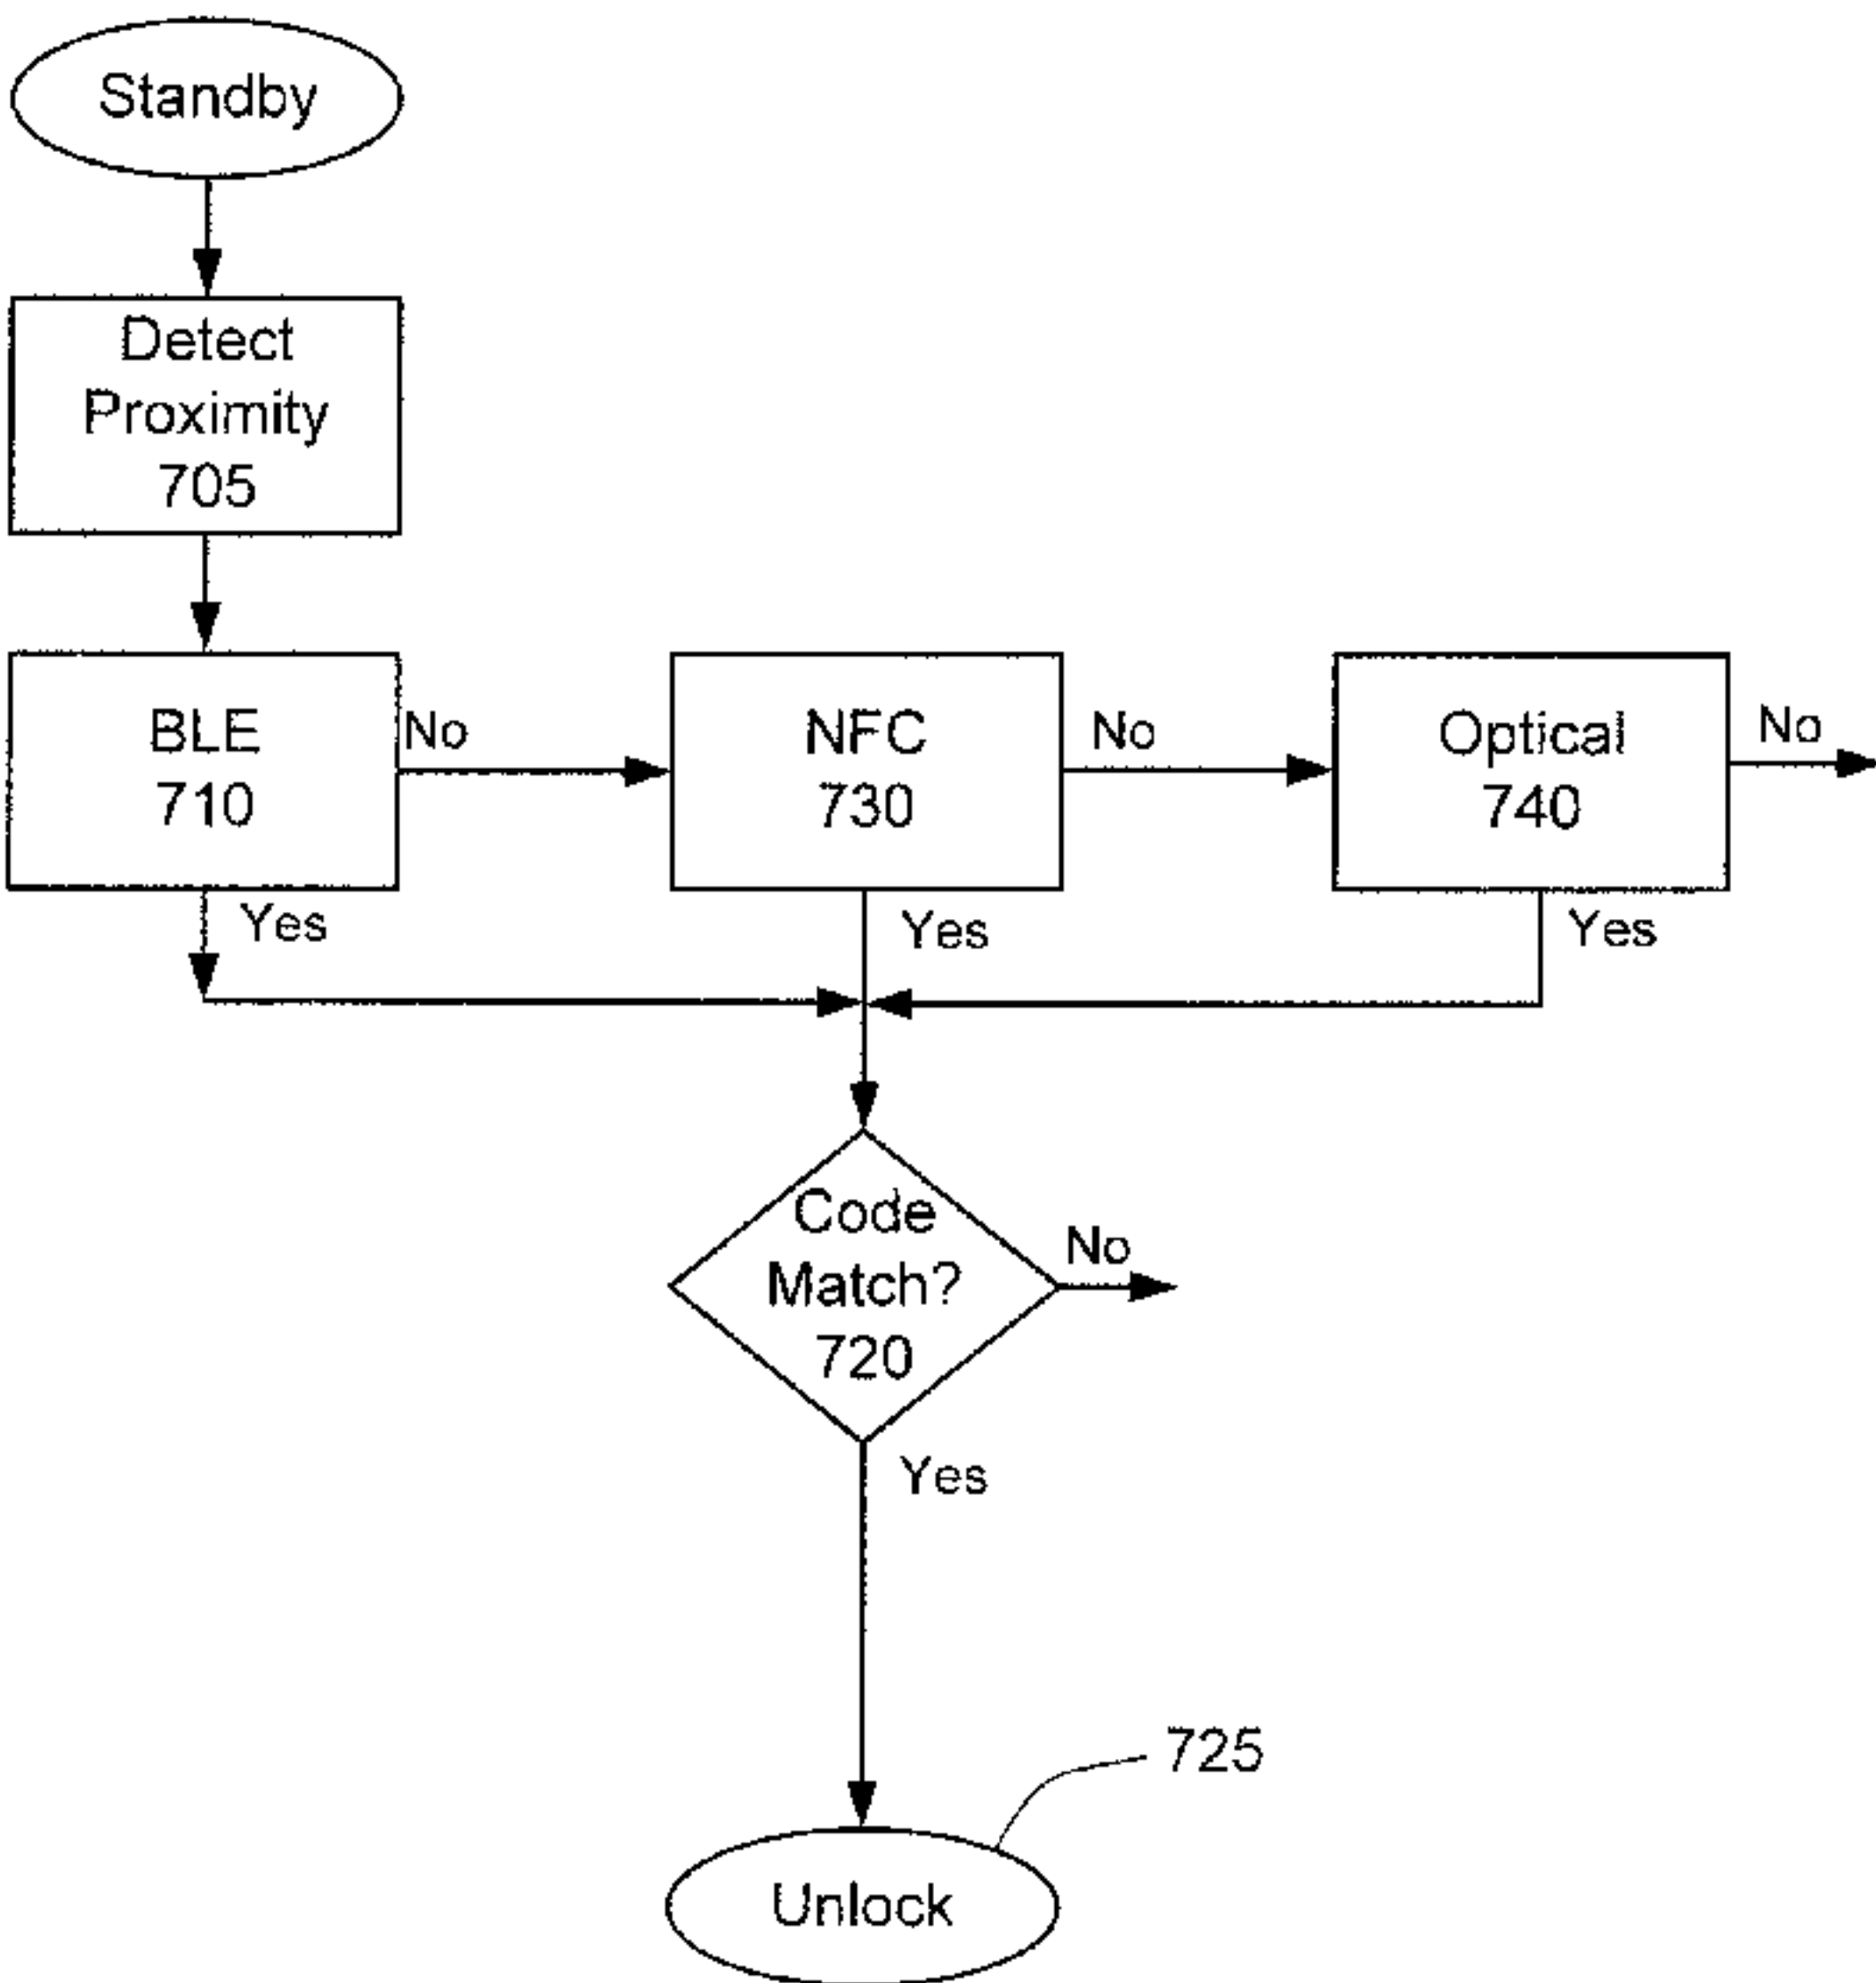 Standby
Detect
Proximity
705
BLE
710
No
NFC
730
No
Optical
740
No
Yes
Yes
Yes
Code
Match?
720
No
Yes
725
Unlock